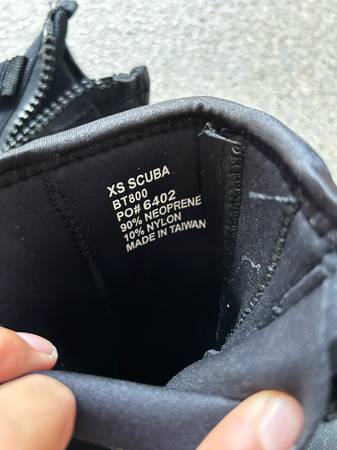 XS SCUBA
BT800
PO# 6402
90% NEOPRENE
10% NYLON
MADE IN TAIWAN